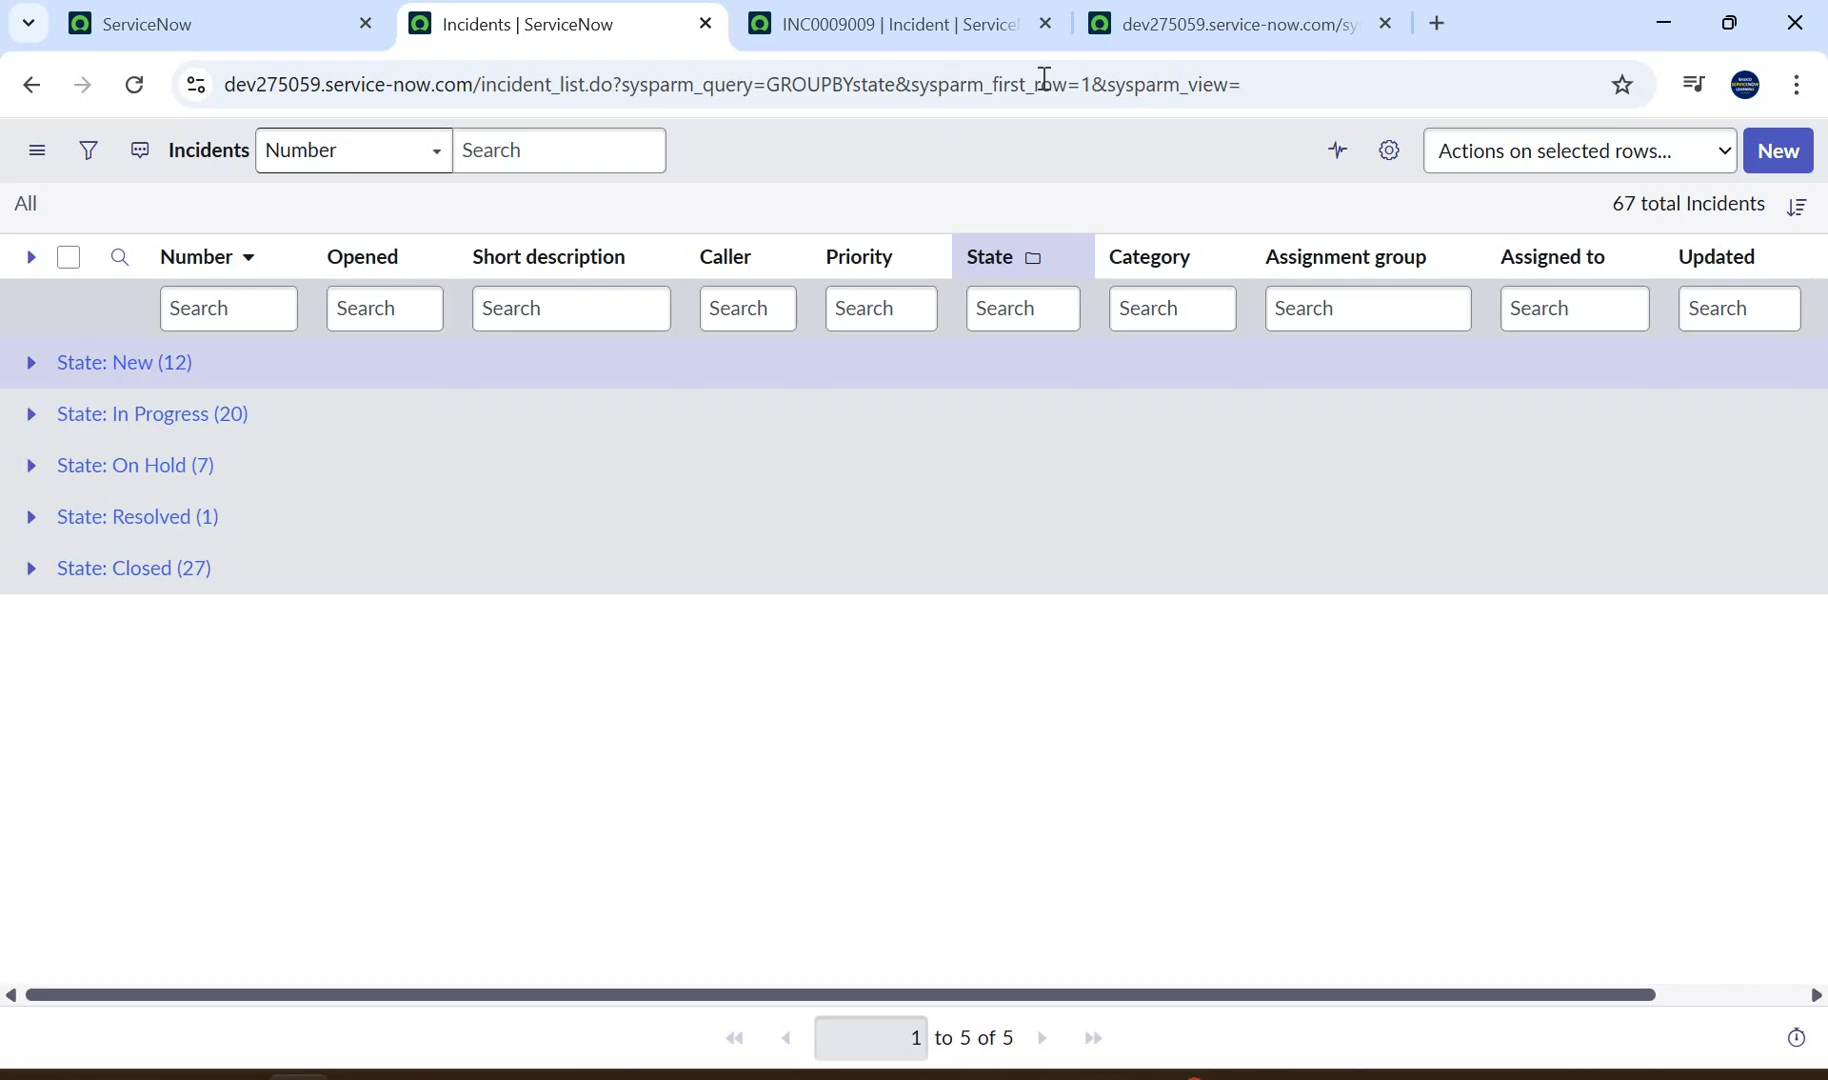 ServiceNow
Incidents | ServiceNow
INC0009009 | Incident | Service
dev275059.service-now.com/sy
dev275059.service-now.com/incident_list.do?sysparm_query=GROUPBYstate&sysparm_first_row=1&sysparm_view=
Incidents Number Search Actions on selected rows... New
All 67 total Incidents
Number Opened Short description Caller Priority State Category Assignment group Assigned to Updated
Search Search Search Search Search Search Search Search Search Search
State: New (12)
State: In Progress (20)
State: On Hold (7)
State: Resolved (1)
State: Closed (27)
1 to 5 of 5